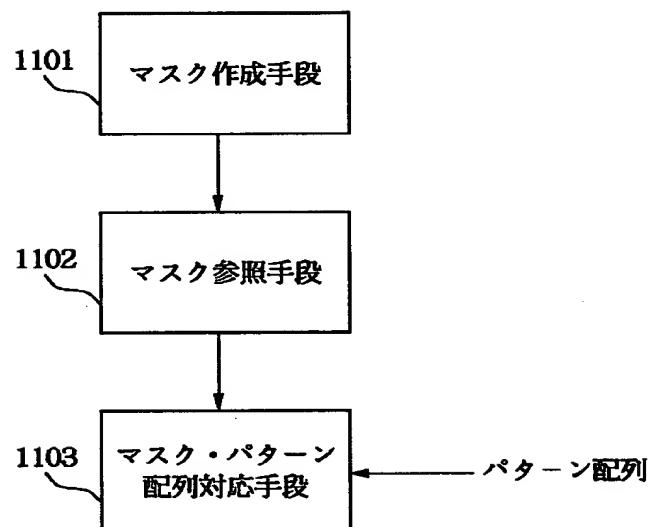 1101
マスク作成手段
1102
マスク参照手段
1103
マスク・パターン
配列対応手段
パターン配列